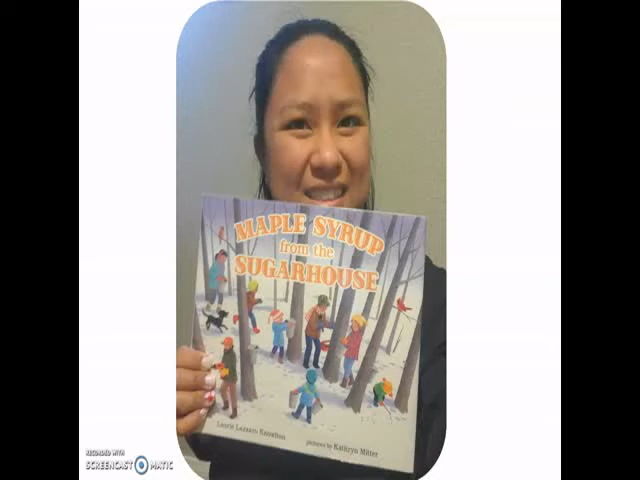 MAPLE SYRUP
from the
SUGARHOUSE
Laurie Lazzaro Knowlton
pictures by Kathryn Mitter
RECORDED WITH
SCREENCAST MATIC